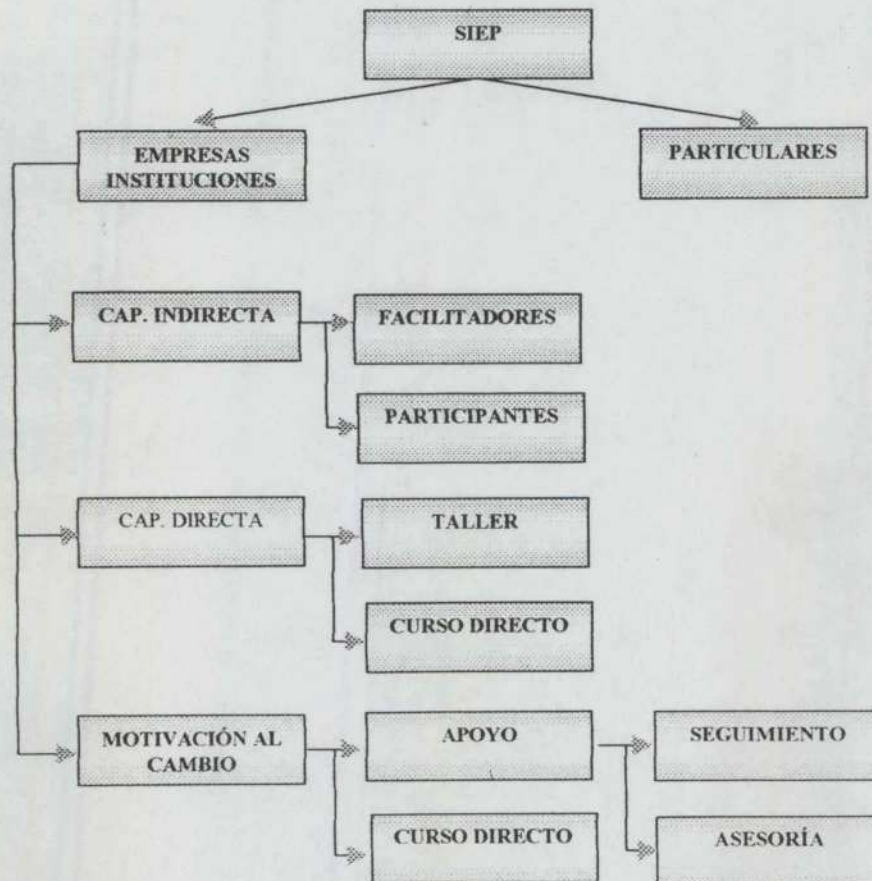 SIEP
EMPRESAS
INSTITUCIONES
PARTICULARES
CAP. INDIRECTA
FACILITADORES
PARTICIPANTES
CAP. DIRECTA
TALLER
CURSO DIRECTO
MOTIVACIÓN AL
CAMBIO
APOYO
SEGUIMIENTO
CURSO DIRECTO
ASESORÍA